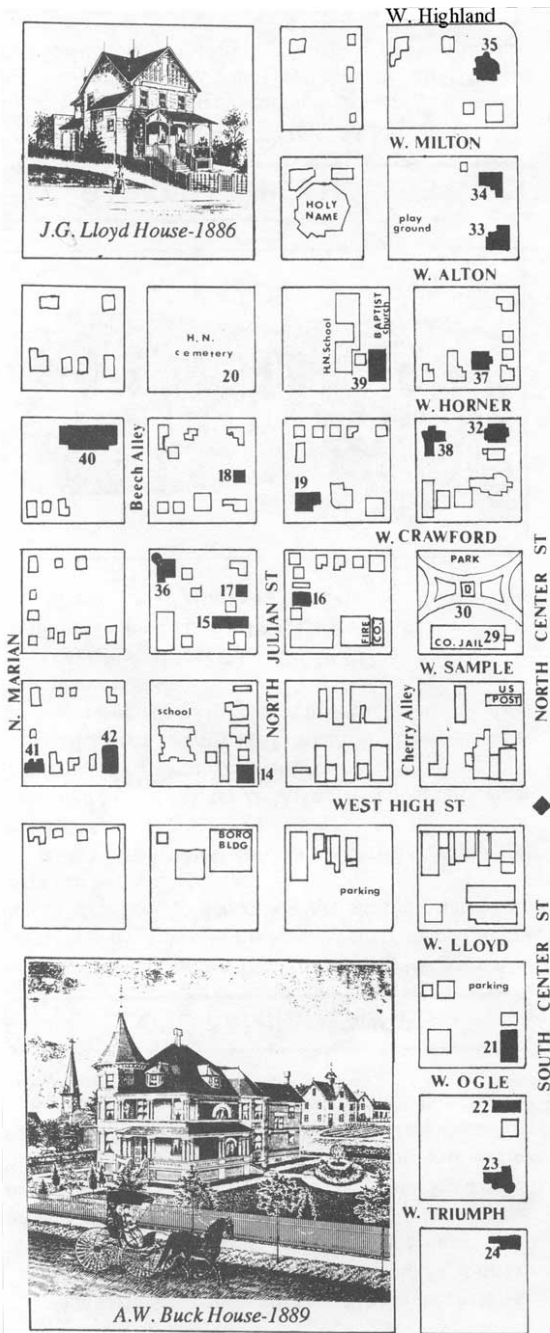 W. Highland
35
W. MILTON
HOLY
NAME
play
ground
34
33
J.G. Lloyd House-1886
W. ALTON
H. N.
cemetery
20
H.N. School
BAPTIST
church
39
37
W. HORNER
40
Beech Alley
18
19
38
32
W. CRAWFORD
36
17
15
16
FIRE
CO.
PARK
30
CO. JAIL
29
NORTH JULIAN ST
NORTH CENTER ST
N. MARIAN
W. SAMPLE
41
42
school
14
Cherry Alley
US
POST
WEST HIGH ST
BORO
BLDG
parking
W. LLOYD
parking
21
SOUTH CENTER ST
W. OGLE
22
23
W. TRIUMPH
24
A.W. Buck House-1889